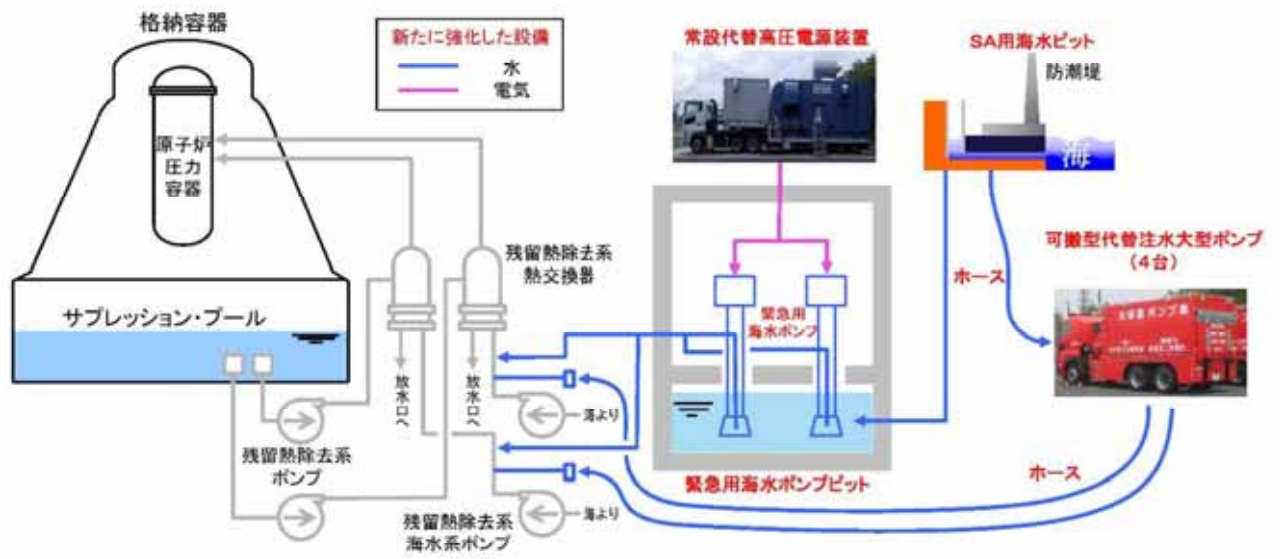 格納容器
新たに強化した設備
水
電気
常設代替高圧電源装置
SA用海水ピット
防潮堤
海
原子炉
圧力
容器
残留熱除去系
熱交換器
可搬型代替注水大型ポンプ
（4台）
ホース
サプレッション・プール
緊急用
海水ポンプ
放水口へ
放水口へ
海より
残留熱除去系
ポンプ
緊急用海水ポンプピット
ホース
残留熱除去系
海水系ポンプ
海より